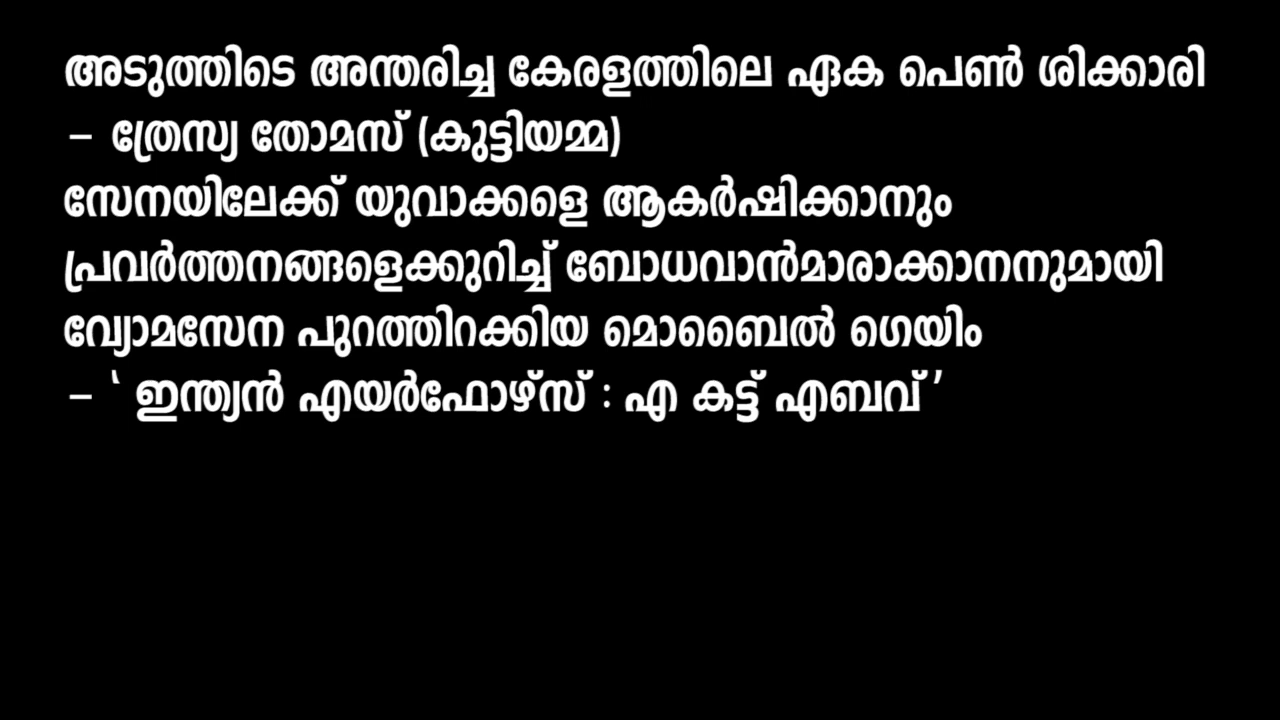 അടുത്തിടെ അന്തരിച്ച കേരളത്തിലെ ഏക പെൺ ശിക്കാരി
– ത്രേസ്യ തോമസ് (കുട്ടിയമ്മ)
സേനയിലേക്ക് യുവാക്കളെ ആകർഷിക്കാനും
പ്രവർത്തനങ്ങളെക്കുറിച്ച് ബോധവാൻമാരാക്കാനനുമായി
വ്യോമസേന പുറത്തിറക്കിയ മൊബൈൽ ഗെയിം
– ‘ ഇന്ത്യൻ എയർഫോഴ്സ് : എ കട്ട് എബവ് ’